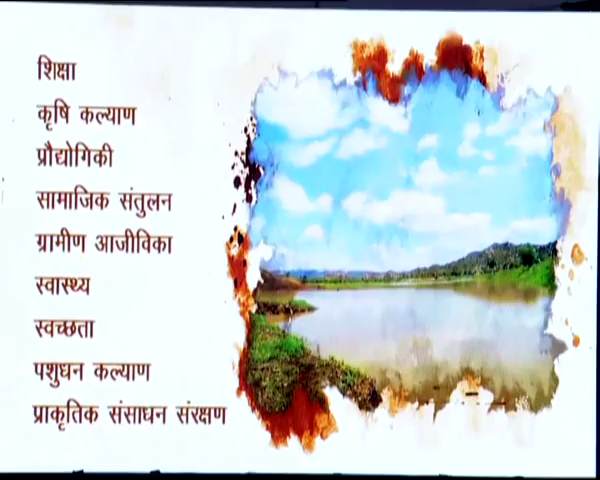 शिक्षा
कृषि कल्याण
प्रौद्योगिकी
सामाजिक संतुलन
ग्रामीण आजीविका
स्वास्थ्य
स्वच्छता
पशुधन कल्याण
प्राकृतिक संसाधन संरक्षण